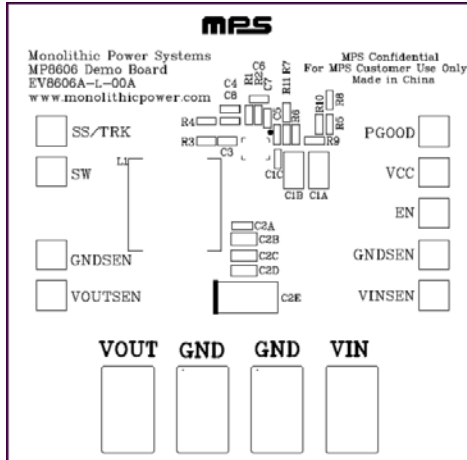 mps
Monolithic Power Systems
MP8606 Demo Board
EV8606A-L-00A
www.monolithicpower.com
MPS Confidential
For MPS Customer Use Only
Made in China
C6
C4
C8
R1
R2
C7
R11
R7
R4
C5
R6
R10
R8
R5
R9
R3
C3
C1C
C1B
C1A
L1
SS/TRK
SW
GNDSEN
VOUTSEN
PGOOD
VCC
EN
GNDSEN
VINSEN
C2A
C2B
C2C
C2D
C2E
VOUT
GND
GND
VIN